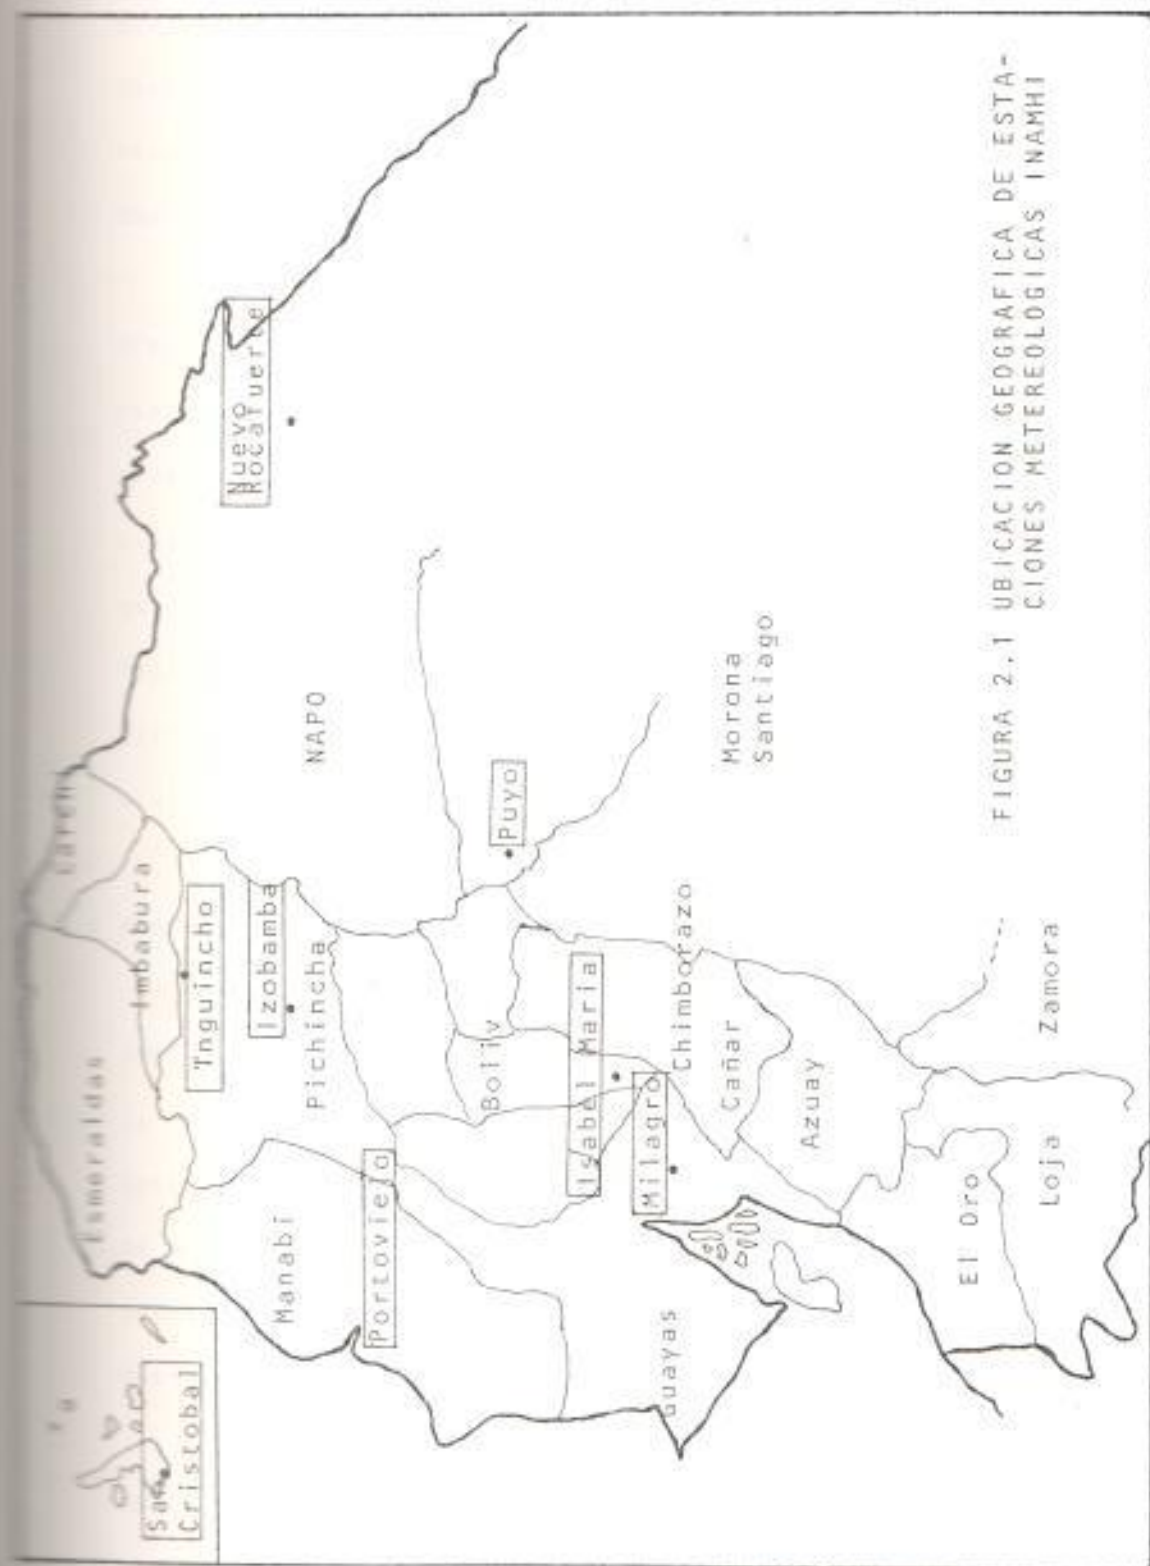 San
Cristobal
Esmeraldas
Imbabura
Carchi
Tnguincho
Izobamba
Pichincha
NAPO
Nuevo
Rocafuerte
Manabi
Portoviejo
Boliv
Puyo
Isabel Maria
Milagro
Guayas
Chimborazo
Cañar
Azuay
Morona
Santiago
El Oro
Loja
Zamora
FIGURA 2.1 UBICACION GEOGRAFICA DE ESTA-
CIONES METEREOLOGICAS INAMHI